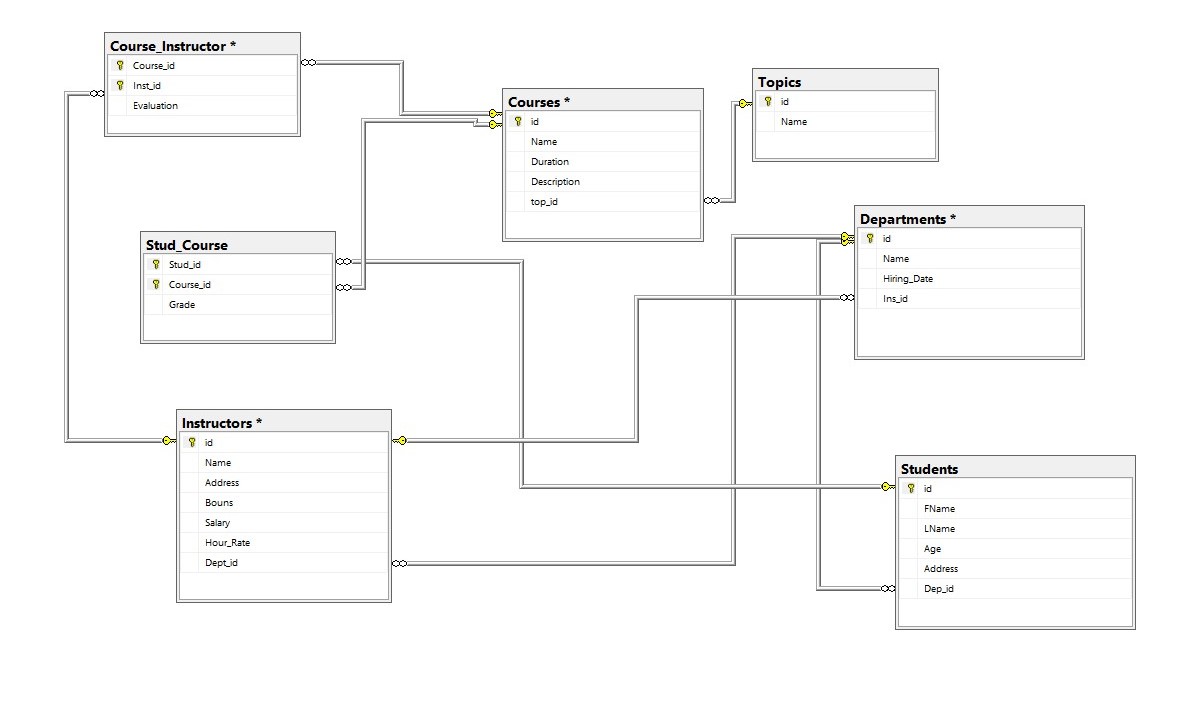 Course_Instructor *
Course_id
Inst_id
Evaluation
Courses *
id
Name
Duration
Description
top_id
Topics
id
Name
Stud_Course
Stud_id
Course_id
Grade
Departments *
id
Name
Hiring_Date
Ins_id
Instructors *
id
Name
Address
Bouns
Salary
Hour_Rate
Dept_id
Students
id
FName
LName
Age
Address
Dep_id